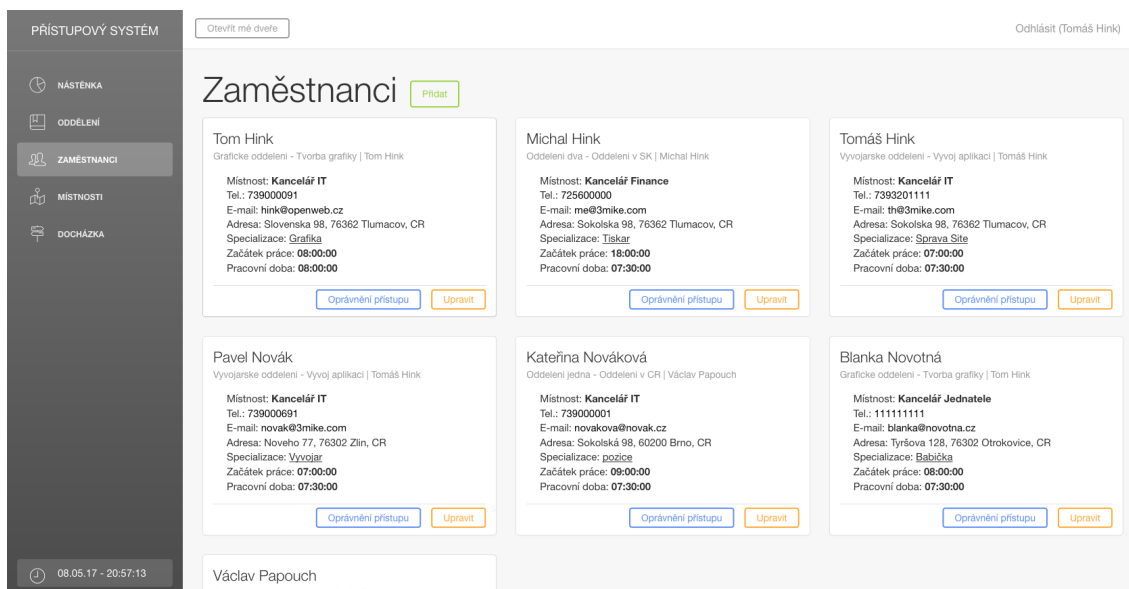 PŘÍSTUPOVÝ SYSTÉM
Otevřít mé dveře
Odhlásit (Tomáš Hink)
NÁSTĚNKA
ODDĚLENÍ
ZAMĚSTNANCI
MÍSTNOSTI
DOCHÁZKA
08.05.17 - 20:57:13
Zaměstnanci
Přidat
Tom Hink
Graficke oddeleni - Tvorba grafiky | Tom Hink
Místnost: Kancelář IT
Tel.: 739000091
E-mail: hink@openweb.cz
Adresa: Slovenska 98, 76362 Tlumacov, CR
Specializace: Grafika
Začátek práce: 08:00:00
Pracovní doba: 08:00:00
Oprávnění přístupu
Upravit
Michal Hink
Oddeleni dva - Oddeleni v SK | Michal Hink
Místnost: Kancelář Finance
Tel.: 725600000
E-mail: me@3mike.com
Adresa: Sokolska 98, 76362 Tlumacov, CR
Specializace: Tiskar
Začátek práce: 18:00:00
Pracovní doba: 07:30:00
Oprávnění přístupu
Upravit
Tomáš Hink
Vyvojarske oddeleni - Vyvoj aplikaci | Tomáš Hink
Místnost: Kancelář IT
Tel.: 7393201111
E-mail: th@3mike.com
Adresa: Sokolska 98, 76362 Tlumacov, CR
Specializace: Sprava Site
Začátek práce: 07:00:00
Pracovní doba: 07:30:00
Oprávnění přístupu
Upravit
Pavel Novák
Vyvojarske oddeleni - Vyvoj aplikaci | Tomáš Hink
Místnost: Kancelář IT
Tel.: 739000691
E-mail: novak@3mike.com
Adresa: Noveho 77, 76302 Zlin, CR
Specializace: Vyvojar
Začátek práce: 07:00:00
Pracovní doba: 07:30:00
Oprávnění přístupu
Upravit
Kateřina Nováková
Oddeleni jedna - Oddeleni v CR | Václav Papouch
Místnost: Kancelář IT
Tel.: 739000001
E-mail: novakova@novak.cz
Adresa: Sokolská 98, 60200 Brno, CR
Specializace: pozice
Začátek práce: 09:00:00
Pracovní doba: 07:30:00
Oprávnění přístupu
Upravit
Blanka Novotná
Graficke oddeleni - Tvorba grafiky | Tom Hink
Místnost: Kancelář Jednatele
Tel.: 111111111
E-mail: blanka@novotna.cz
Adresa: Tyršova 128, 76302 Otrokovice, CR
Specializace: Babička
Začátek práce: 08:00:00
Pracovní doba: 07:30:00
Oprávnění přístupu
Upravit
Václav Papouch